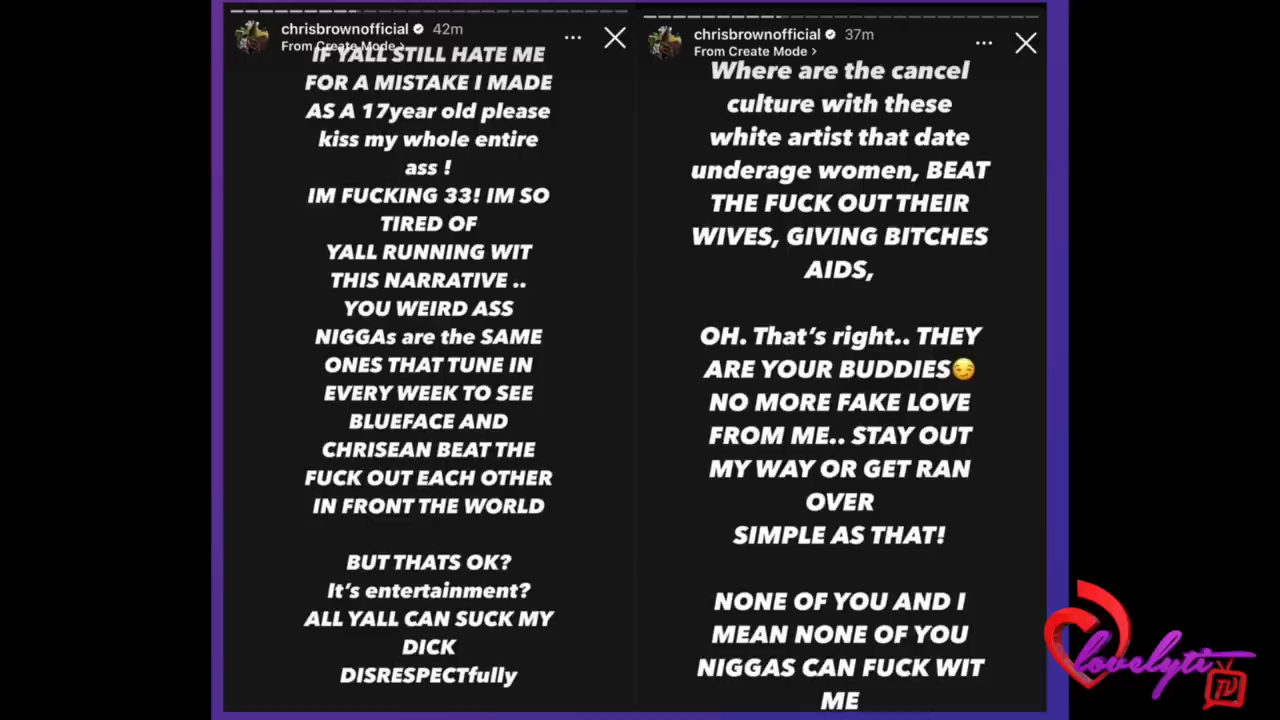 chrisbrownofficial 42m
From Create Mode >
IF YALL STILL HATE ME
FOR A MISTAKE I MADE
AS A 17year old please
kiss my whole entire
ass !
IM FUCKING 33! IM SO
TIRED OF
YALL RUNNING WIT
THIS NARRATIVE ..
YOU WEIRD ASS
NIGGAs are the SAME
ONES THAT TUNE IN
EVERY WEEK TO SEE
BLUEFACE AND
CHRISEAN BEAT THE
FUCK OUT EACH OTHER
IN FRONT THE WORLD
BUT THATS OK?
It's entertainment?
ALL YALL CAN SUCK MY
DICK
DISRESPECTfully
chrisbrownofficial 37m
From Create Mode >
Where are the cancel
culture with these
white artist that date
underage women, BEAT
THE FUCK OUT THEIR
WIVES, GIVING BITCHES
AIDS,
OH. That's right.. THEY
ARE YOUR BUDDIES😏
NO MORE FAKE LOVE
FROM ME.. STAY OUT
MY WAY OR GET RAN
OVER
SIMPLE AS THAT!
NONE OF YOU AND I
MEAN NONE OF YOU
NIGGAS CAN FUCK WIT
ME
lovelyti
TV